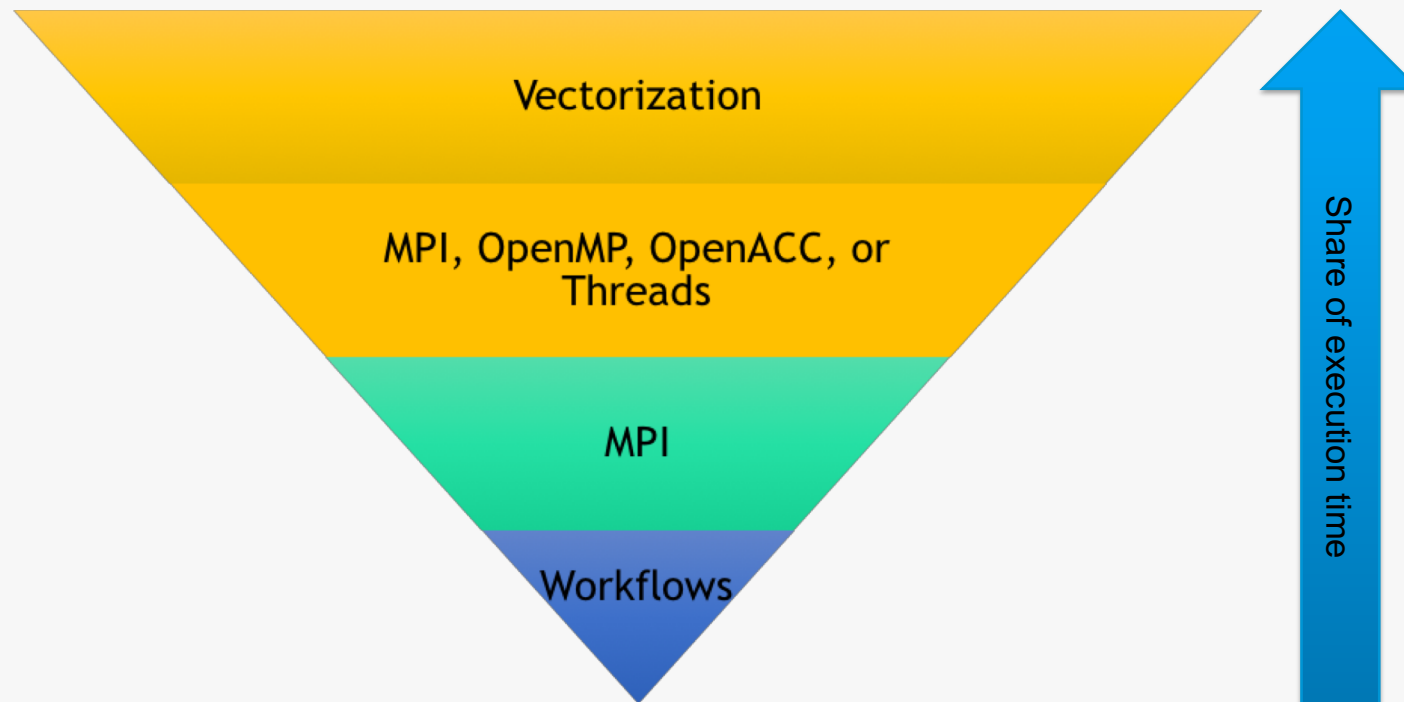 Vectorization
MPI, OpenMP, OpenACC, or
Threads
MPI
Workflows
Share of execution time